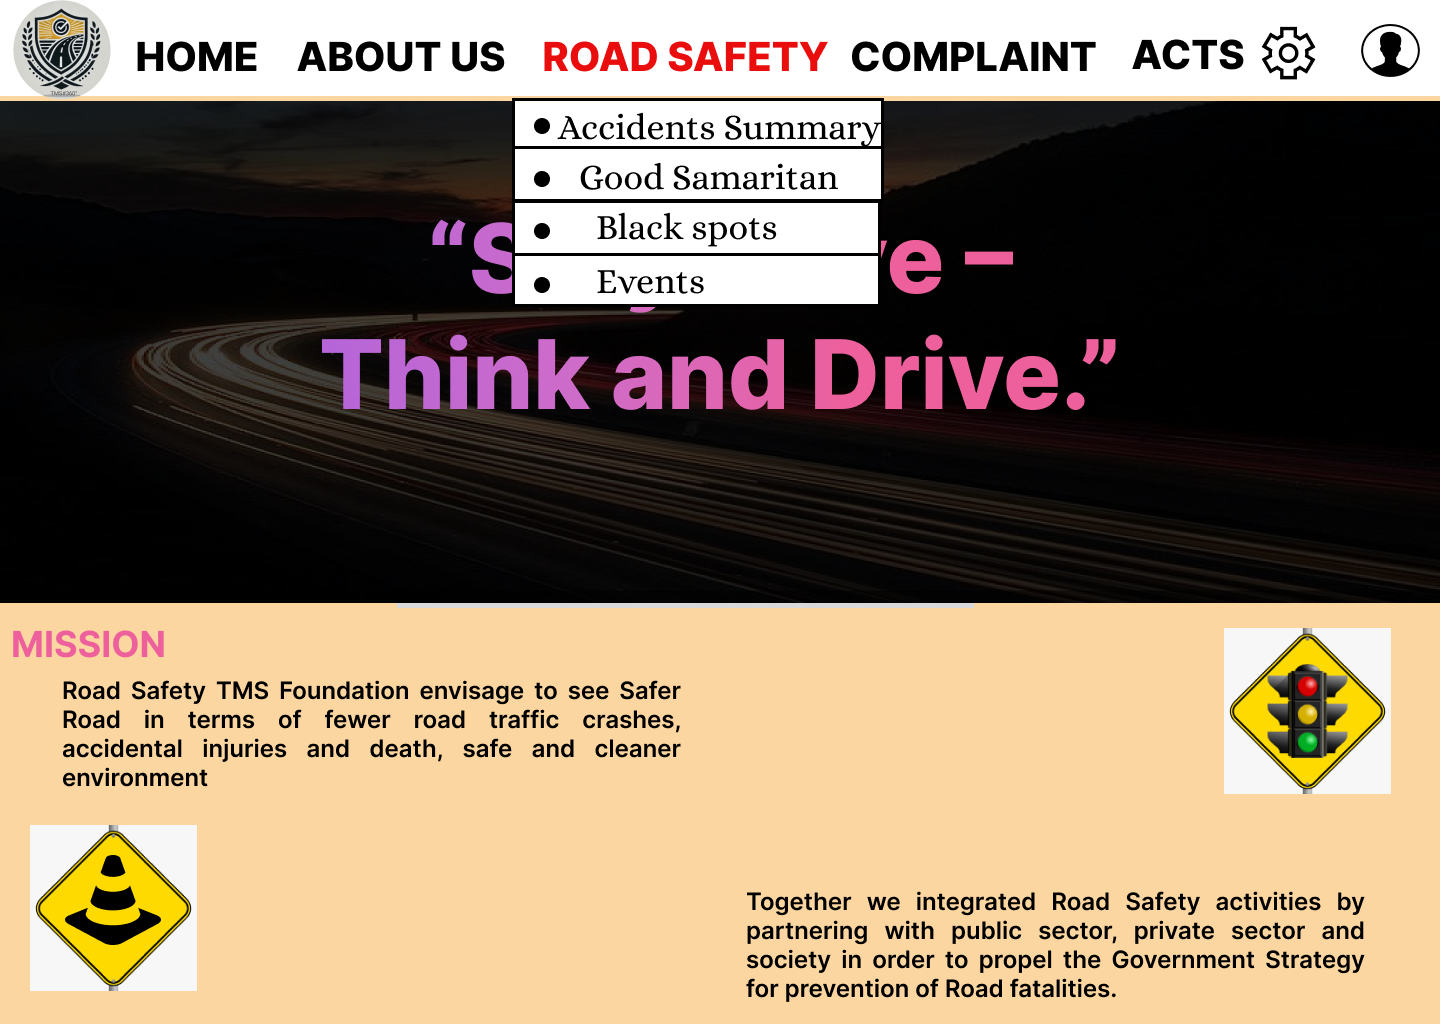 HOME ABOUT US ROAD SAFETY COMPLAINT ACTS
Accidents Summary
Good Samaritan
Black spots
Events
Think and Drive.”
MISSION
Road Safety TMS Foundation envisage to see Safer
Road in terms of fewer road traffic crashes,
accidental injuries and death, safe and cleaner
environment
Together we integrated Road Safety activities by
partnering with public sector, private sector and
society in order to propel the Government Strategy
for prevention of Road fatalities.